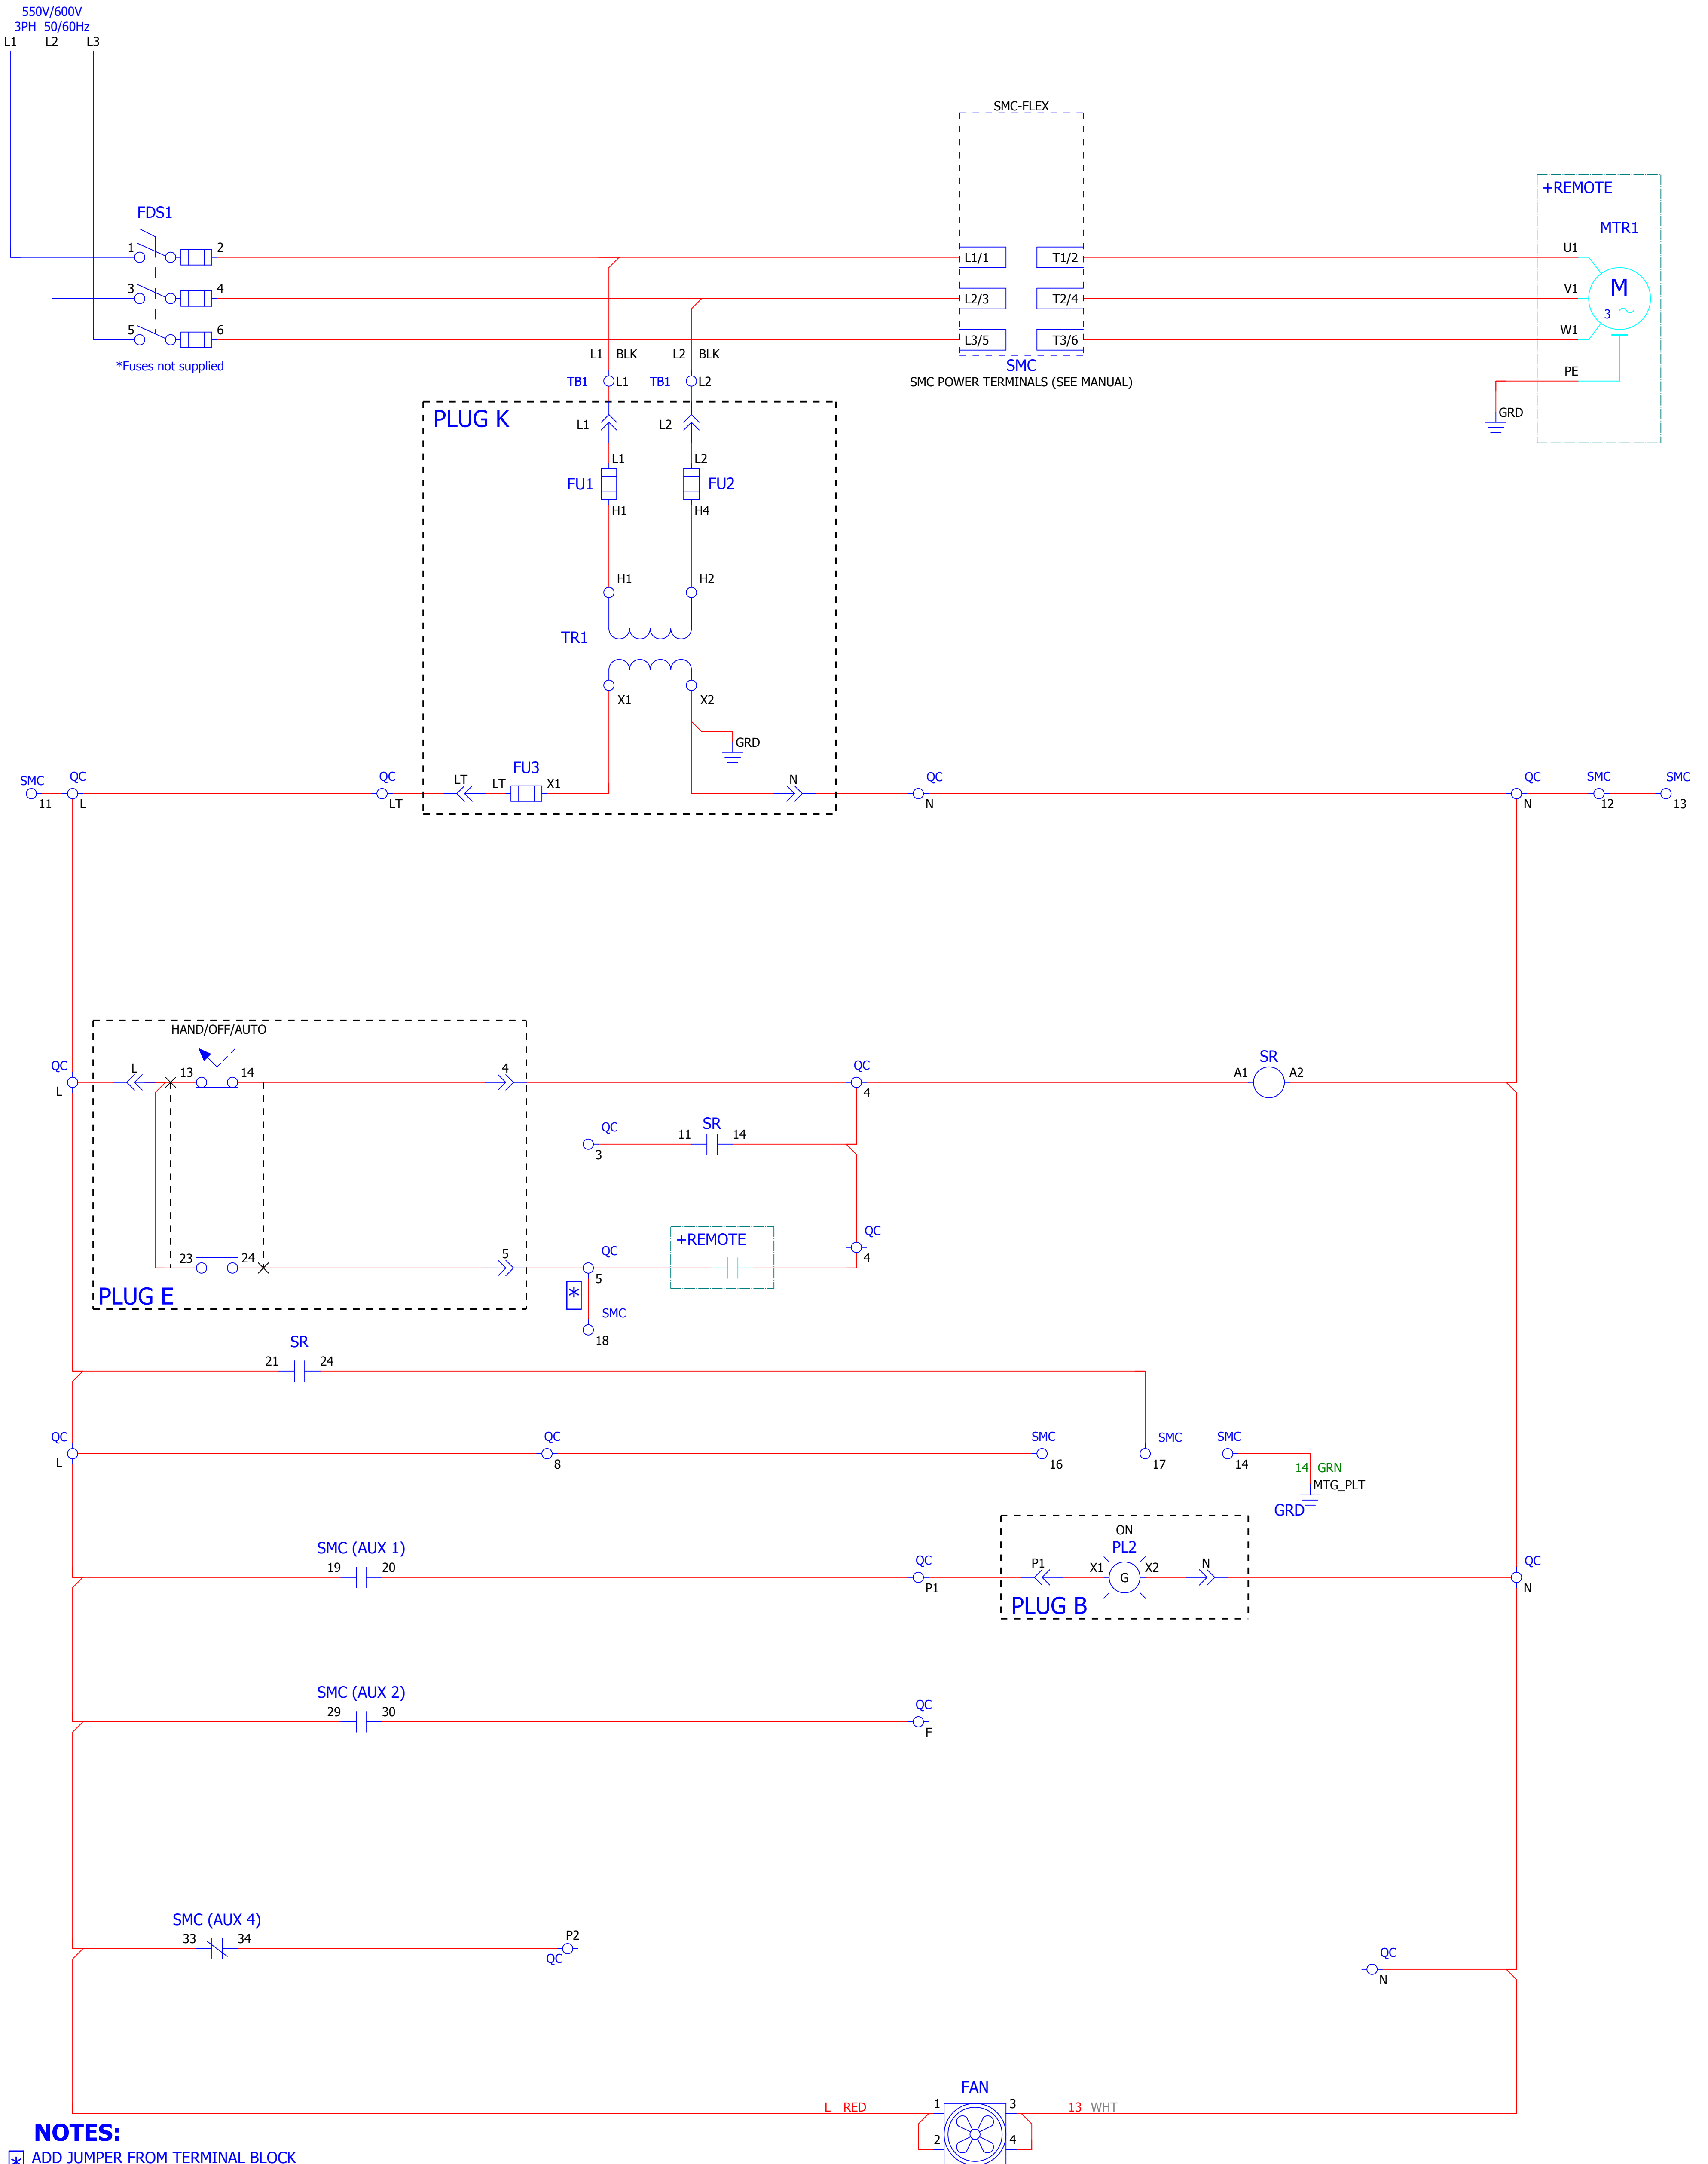 550V/600V
3PH 50/60Hz
L1 L2 L3
SMC-FLEX
+REMOTE
FDS1
MTR1
1 2 L1/1 T1/2 U1
3 4 L2/3 T2/4 V1 M
3
5 6 L3/5 T3/6 W1
*Fuses not supplied
L1 BLK L2 BLK
SMC
PE
TB1 L1 TB1 L2
SMC POWER TERMINALS (SEE MANUAL)
GRD
PLUG K
L1 L2
L1 L2
FU1 FU2
H1 H4
H1 H2
TR1
X1 X2
GRD
SMC QC QC LT LT FU3 X1 N QC QC SMC SMC
11 L LT N N 12 13
HAND/OFF/AUTO
QC L 13 14 4 QC SR
A1 A2
L 4
QC SR
11 14
3
+REMOTE
QC
4
23 24 5 QC
5
PLUG E
*
SMC
18
SR
21 24
QC QC SMC SMC SMC
L 8 16 17 14
14 GRN
MTG_PLT
GRD
ON
SMC (AUX 1) PL2
19 20 QC P1 X1 G X2 N QC
P1 N
PLUG B
SMC (AUX 2)
29 30 QC
F
SMC (AUX 4)
33 34 P2
QC
QC
N
FAN
L RED 1 3 13 WHT
2 4
NOTES:
* ADD JUMPER FROM TERMINAL BLOCK